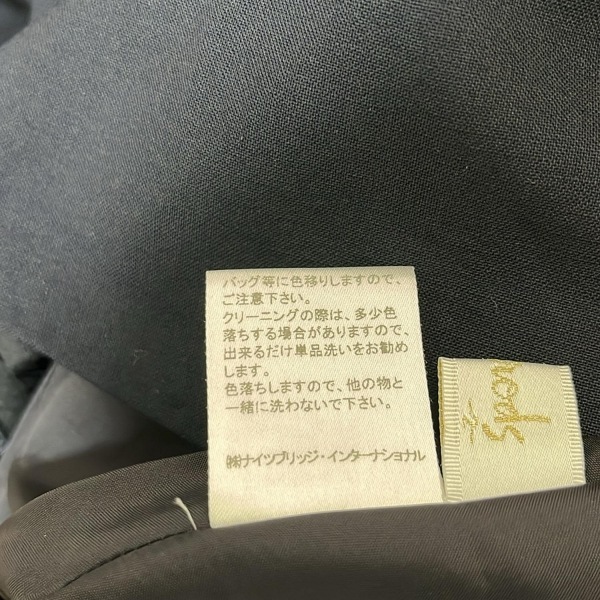 バッグ等に色移りしますので、
ご注意下さい。
クリーニングの際は、多少色
落ちする場合がありますので、
出来るだけ単品洗いをお勧め
します。
色落ちしますので、他の物と
一緒に洗わないで下さい。
㈱ナイツブリッジ・インターナショナル